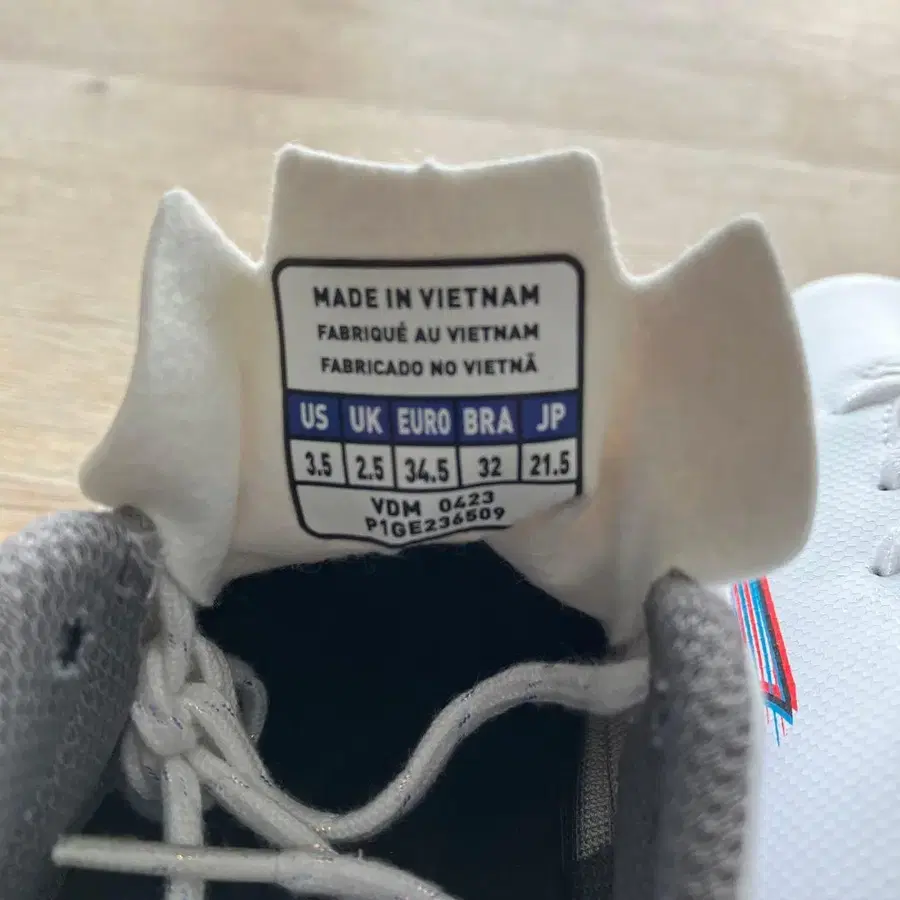 MADE IN VIETNAM
FABRIQUÉ AU VIETNAM
FABRICADO NO VIETNÃ
US UK EURO BRA JP
3.5 2.5 34.5 32 21.5
VDM 0423
P1GE236509